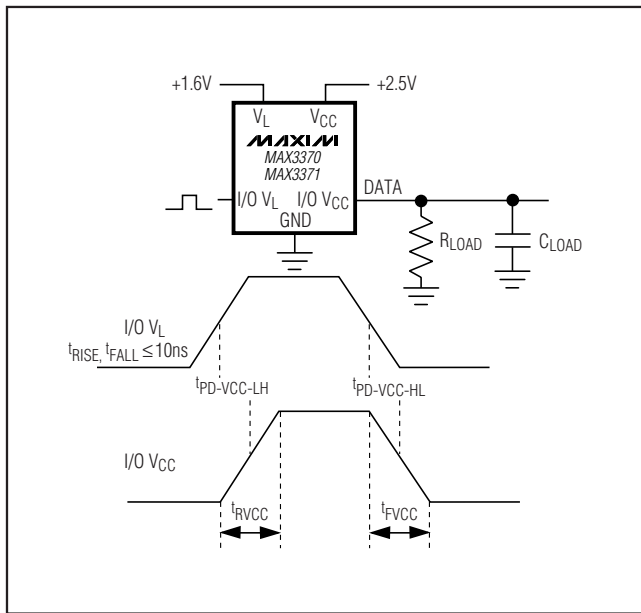 +1.6V +2.5V
VL VCC
MAXIM
MAX3370
MAX3371
I/O VL I/O VCC DATA
GND
RLOAD CLOAD
I/O VL
tRISE, tFALL ≤10ns
tPD-VCC-LH tPD-VCC-HL
I/O VCC
tRVCC tFVCC